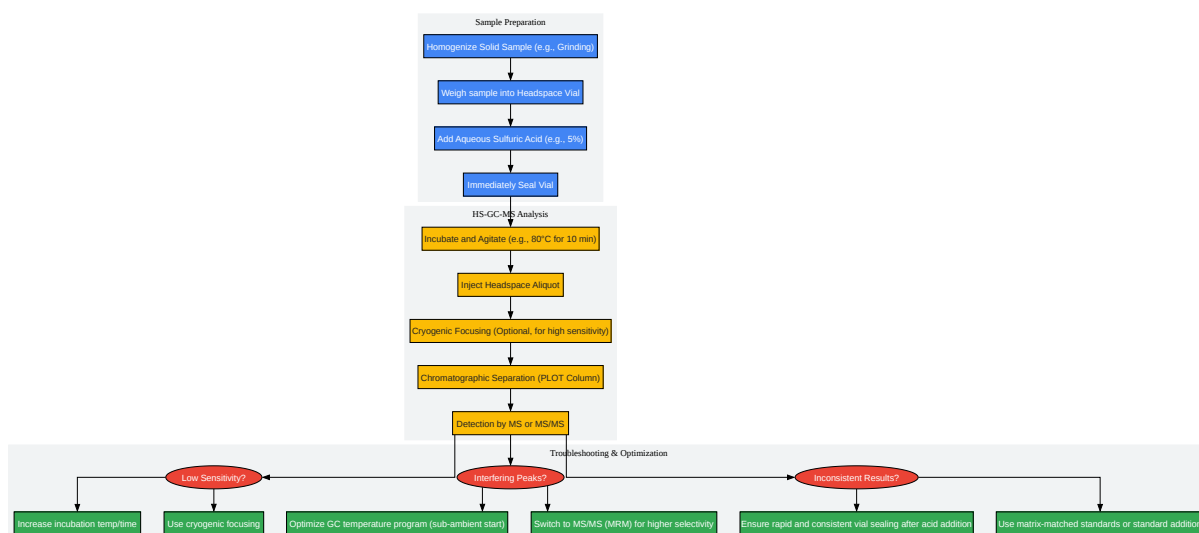 Sample Preparation
Homogenize Solid Sample (e.g., Grinding)
Weigh sample into Headspace Vial
Add Aqueous Sulfuric Acid (e.g., 5%)
Immediately Seal Vial
HS-GC-MS Analysis
Incubate and Agitate (e.g., 80°C for 10 min)
Inject Headspace Aliquot
Cryogenic Focusing (Optional, for high sensitivity)
Chromatographic Separation (PLOT Column)
Detection by MS or MS/MS
Troubleshooting & Optimization
Low Sensitivity?
Interfering Peaks?
Inconsistent Results?
Increase incubation temp/time
Use cryogenic focusing
Optimize GC temperature program (sub-ambient start)
Switch to MS/MS (MRM) for higher selectivity
Ensure rapid and consistent vial sealing after acid addition
Use matrix-matched standards or standard addition